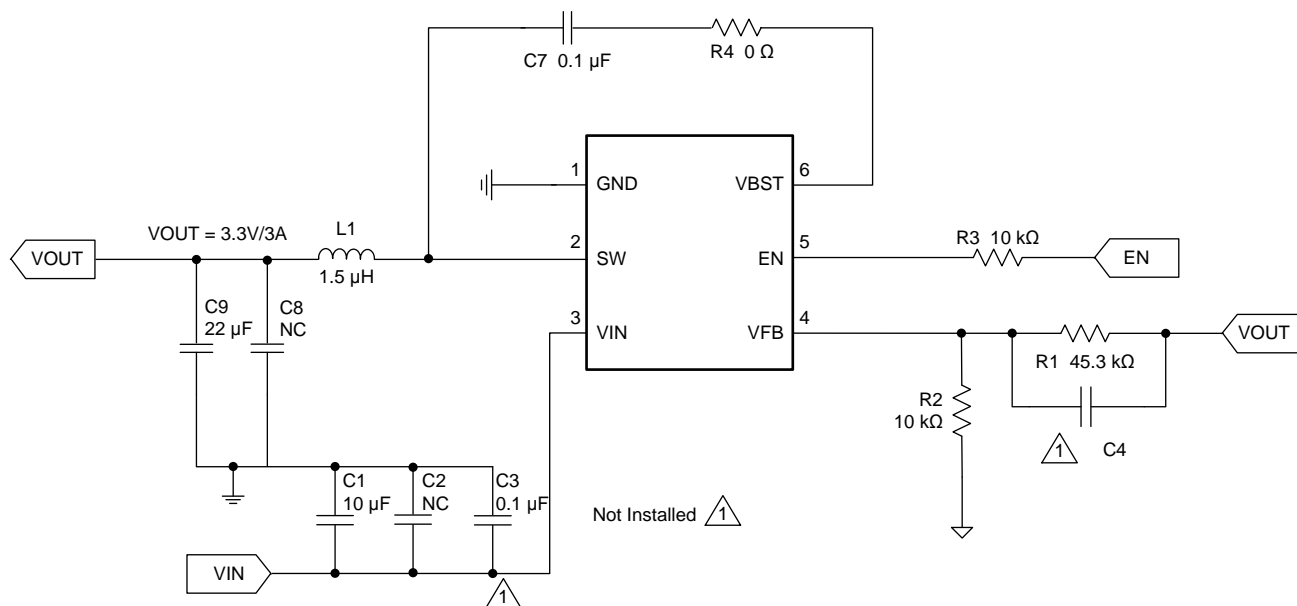 C7 0.1 µF
R4 0 Ω
1
GND
VBST
6
VOUT = 3.3V/3A
L1
VOUT
1.5 µH
2
SW
EN
5
R3 10 kΩ
EN
C9
22 µF
C8
NC
3
VIN
VFB
4
VOUT
R1 45.3 kΩ
R2
10 kΩ
1
C4
C1
10 µF
C2
NC
C3
0.1 µF
Not Installed 1
VIN
1